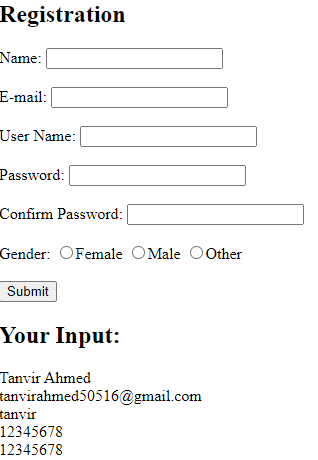 Registration
Name:
E-mail:
User Name:
Password:
Confirm Password:
Gender: Female Male Other
Submit
Your Input:
Tanvir Ahmed
tanvirahmed50516@gmail.com
tanvir
12345678
12345678